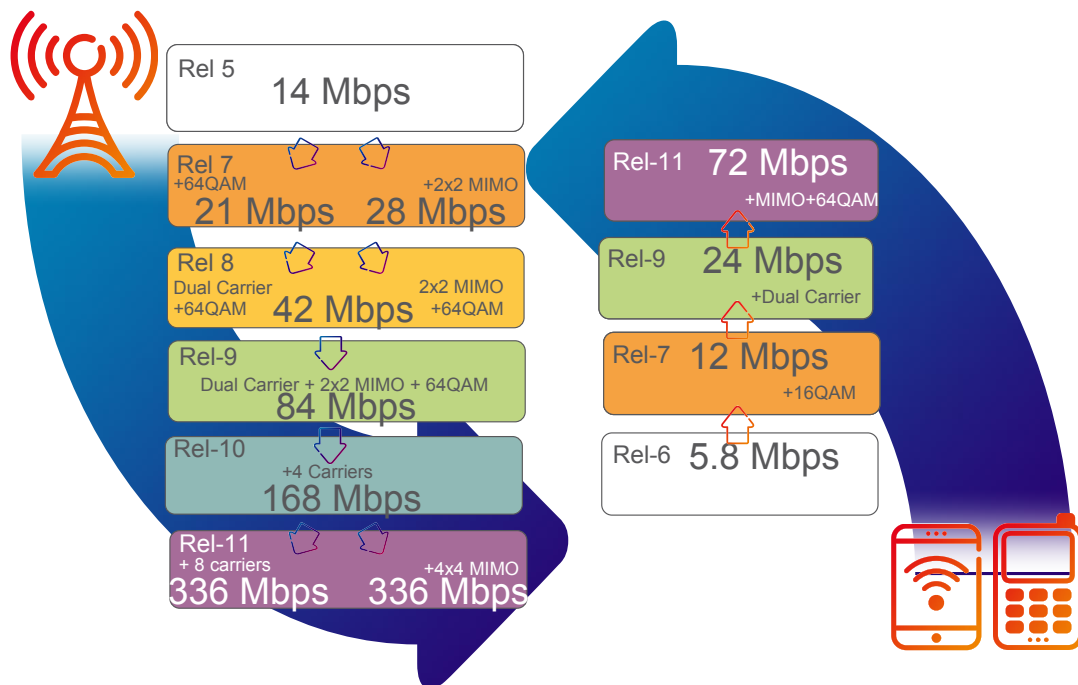 Rel 5
14 Mbps
Rel 7
+64QAM +2x2 MIMO
21 Mbps 28 Mbps
Rel 8
Dual Carrier 2x2 MIMO
+64QAM 42 Mbps +64QAM
Rel-9
Dual Carrier + 2x2 MIMO + 64QAM
84 Mbps
Rel-10
+4 Carriers
168 Mbps
Rel-11
+ 8 carriers +4x4 MIMO
336 Mbps 336 Mbps
Rel-11 72 Mbps
+MIMO+64QAM
Rel-9 24 Mbps
+Dual Carrier
Rel-7 12 Mbps
+16QAM
Rel-6 5.8 Mbps